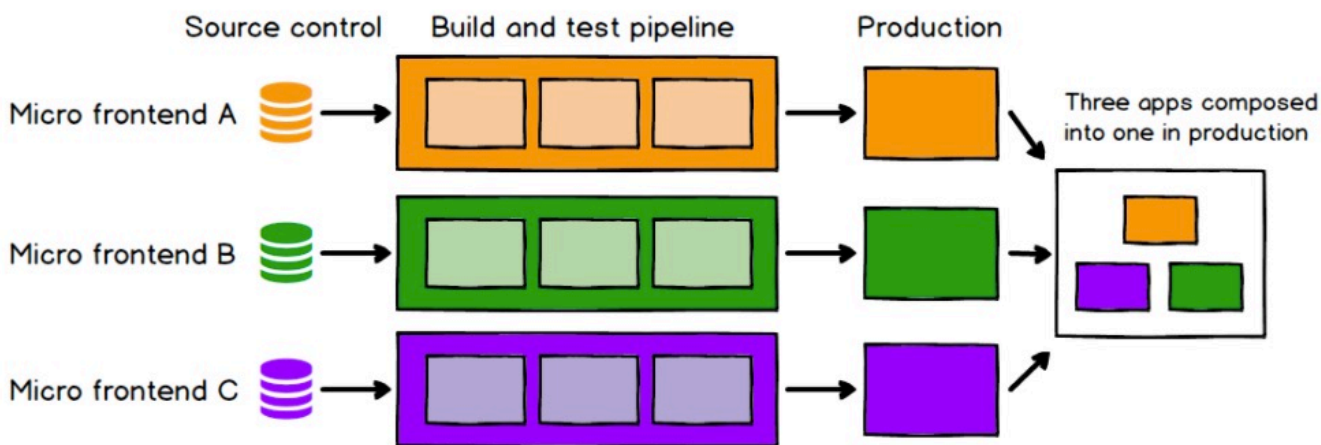 Source control
Build and test pipeline
Production
Micro frontend A
Three apps composed
into one in production
Micro frontend B
Micro frontend C